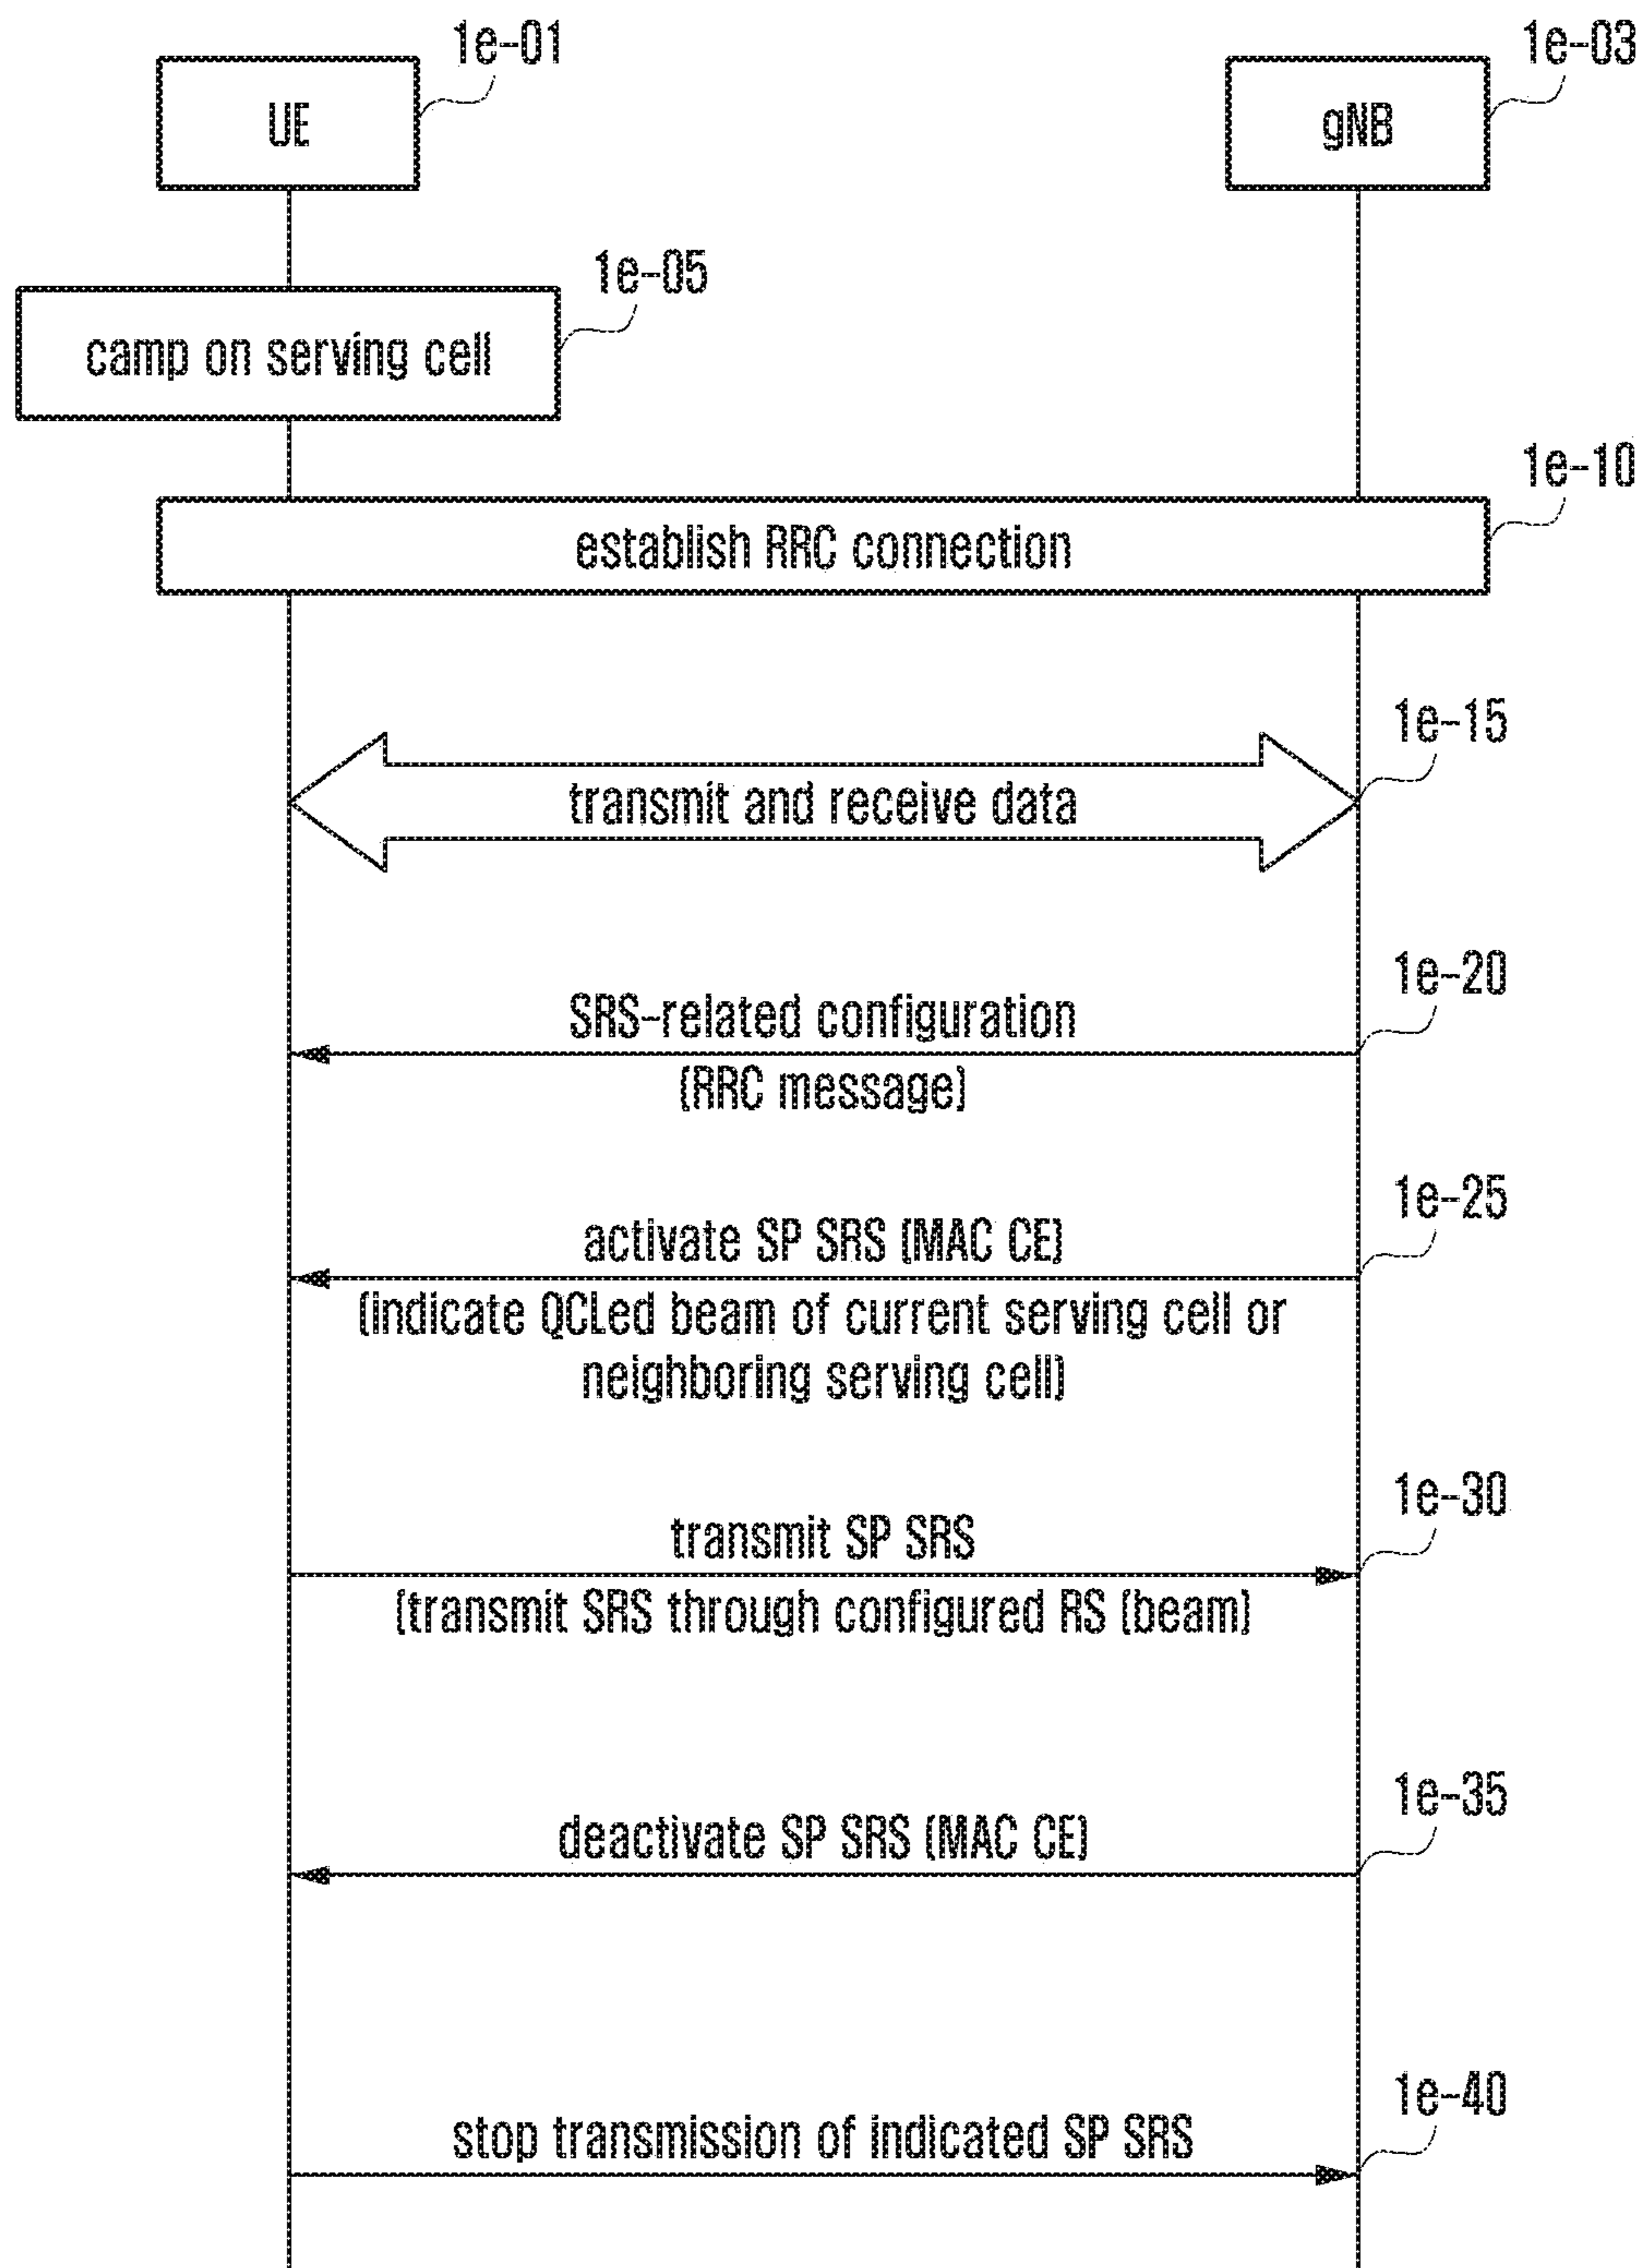 1e-01
1e-03
UE
gNB
1e-05
camp on serving cell
1e-10
establish RRC connection
1e-15
transmit and receive data
1e-20
SRS-related configuration
(RRC message)
1e-25
activate SP SRS (MAC CE)
(indicate QCLed beam of current serving cell or
neighboring serving cell)
1e-30
transmit SP SRS
(transmit SRS through configured RS (beam)
1e-35
deactivate SP SRS (MAC CE)
1e-40
stop transmission of indicated SP SRS